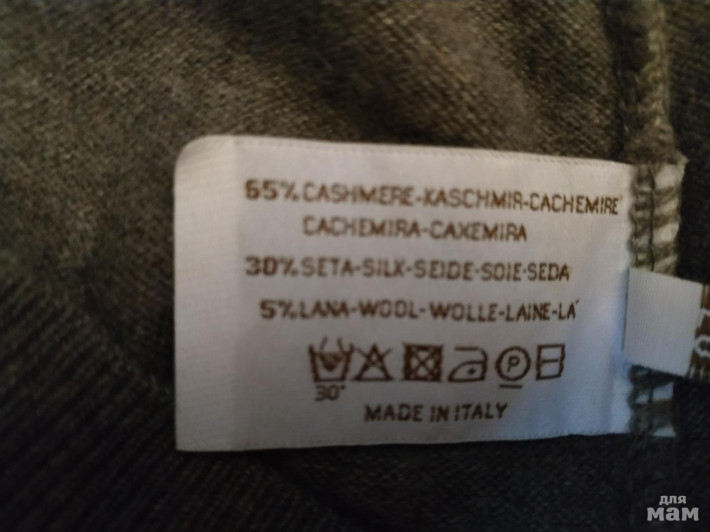 65% CASHMERE-KASCHMIR-CACHEMIRE
CACHEMIRA-CAXEMIRA
30% SETA-SILK-SEIDE-SOIE-SEDA
5% LANA-WOOL-WOLLE-LAINE-LA'
30°
P
MADE IN ITALY
для
мам